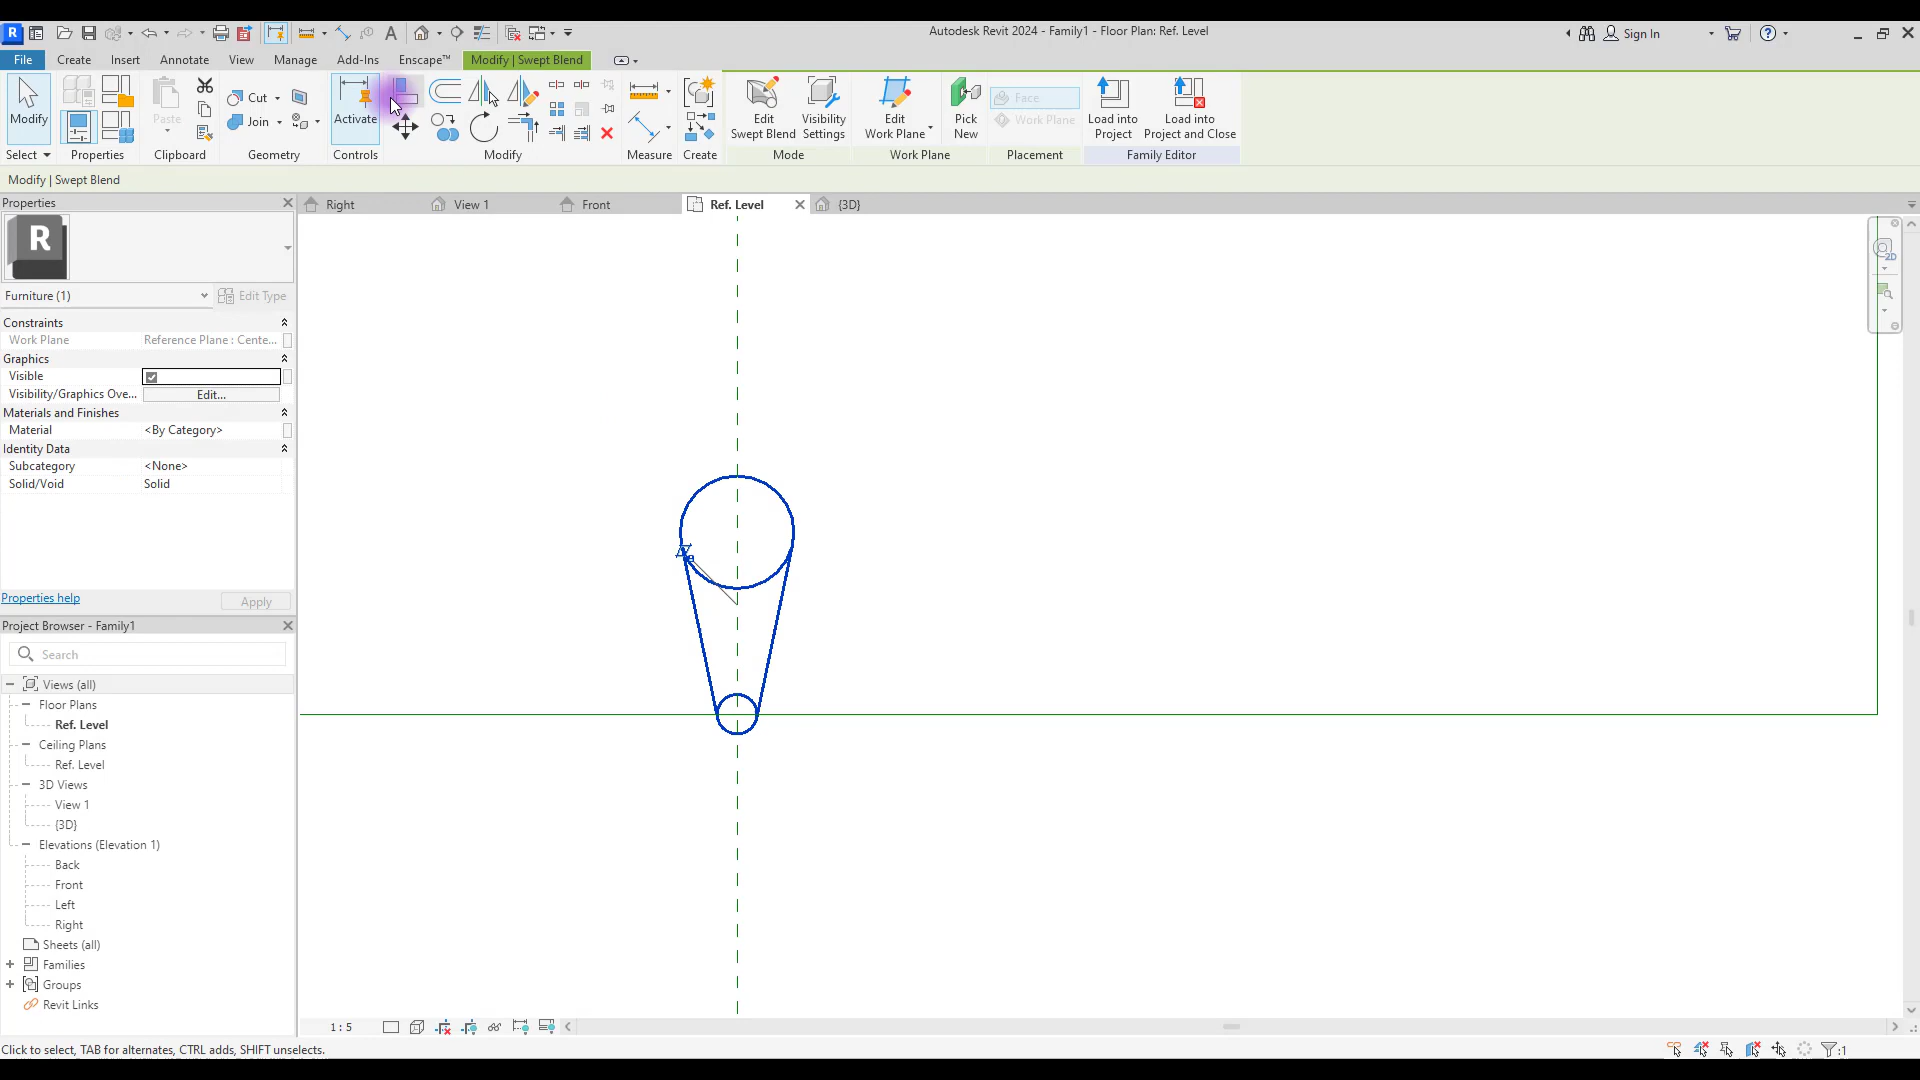 Autodesk Revit 2024 - Family1 - Floor Plan: Ref. Level
Sign In
File Create Insert Annotate View Manage Add-Ins Enscape™ Modify | Swept Blend
Modify
Paste
Cut
Join
Activate
Edit
Swept Blend
Visibility
Settings
Edit
Work Plane
Pick
New
Face
Work Plane
Load into
Project
Load into
Project and Close
Select Properties Clipboard Geometry Controls Modify Measure Create Mode Work Plane Placement Family Editor
Modify | Swept Blend
Properties
Right View 1 Front Ref. Level {3D}
R
Furniture (1) Edit Type
Constraints
Work Plane Reference Plane : Cente...
Graphics
Visible
Visibility/Graphics Ove... Edit...
Materials and Finishes
Material <By Category>
Identity Data
Subcategory <None>
Solid/Void Solid
Properties help Apply
Project Browser - Family1
Search
Views (all)
Floor Plans
Ref. Level
Ceiling Plans
Ref. Level
3D Views
View 1
{3D}
Elevations (Elevation 1)
Back
Front
Left
Right
Sheets (all)
Families
Groups
Revit Links
1 : 5
2D
Click to select, TAB for alternates, CTRL adds, SHIFT unselects.
:1